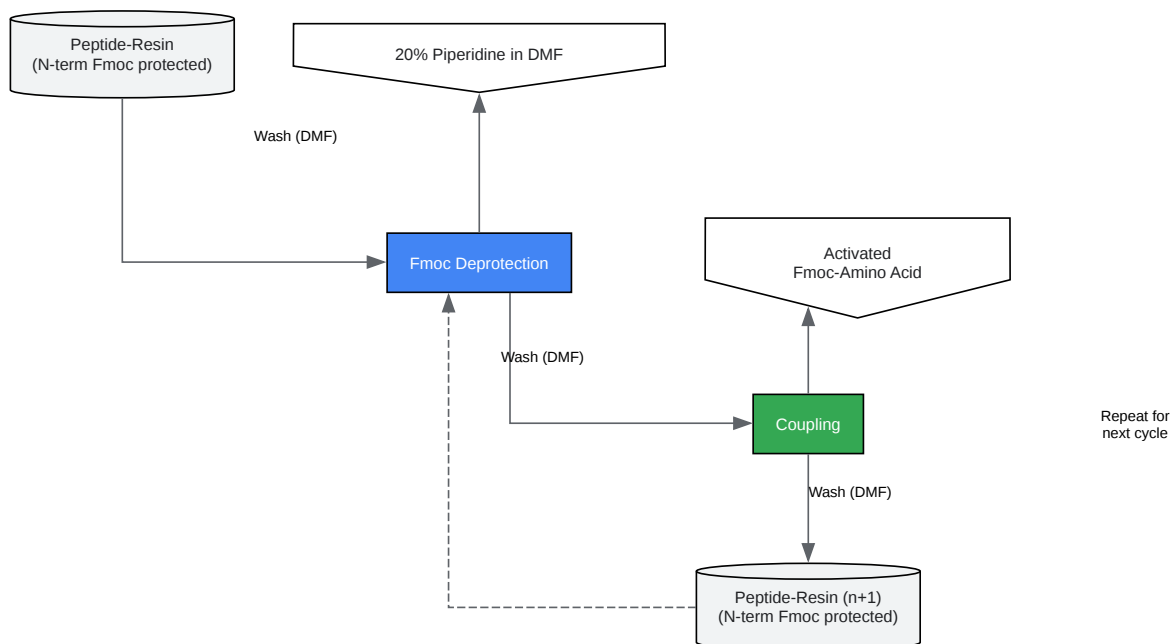 Peptide-Resin
(N-term Fmoc protected)
20% Piperidine in DMF
Wash (DMF)
Fmoc Deprotection
Activated
Fmoc-Amino Acid
Wash (DMF)
Coupling
Repeat for
next cycle
Wash (DMF)
Peptide-Resin (n+1)
(N-term Fmoc protected)